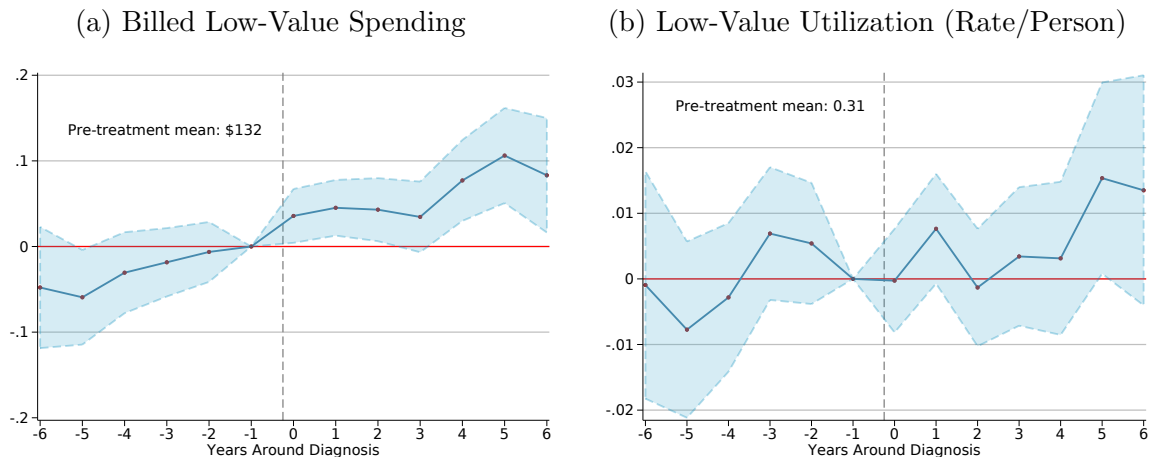 (a) Billed Low-Value Spending
.2
Pre-treatment mean: $132
.1
0
-.1
-.2
-6 -5 -4 -3 -2 -1 0 1 2 3 4 5 6
Years Around Diagnosis
(b) Low-Value Utilization (Rate/Person)
.03
Pre-treatment mean: 0.31
.02
.01
0
-.01
-.02
-6 -5 -4 -3 -2 -1 0 1 2 3 4 5 6
Years Around Diagnosis